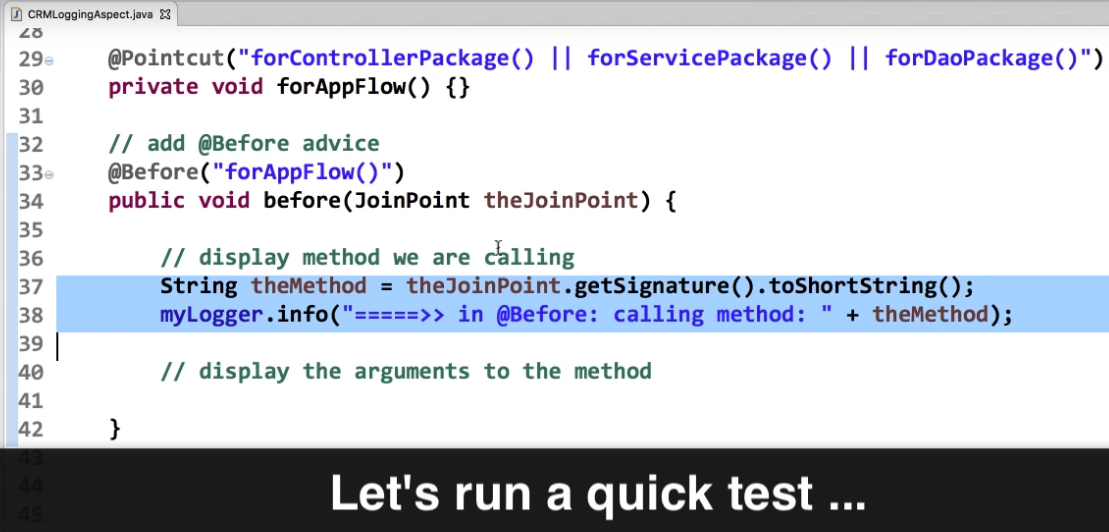 CRMLoggingAspect.java
28
29 @Pointcut("forControllerPackage() || forServicePackage() || forDaoPackage()")
30 private void forAppFlow() {}
31
32 // add @Before advice
33 @Before("forAppFlow()")
34 public void before(JoinPoint theJoinPoint) {
35
36 // display method we are calling
37 String theMethod = theJoinPoint.getSignature().toShortString();
38 myLogger.info("=====>> in @Before: calling method: " + theMethod);
39
40 // display the arguments to the method
41
42 }
43
44
45
Let's run a quick test ...